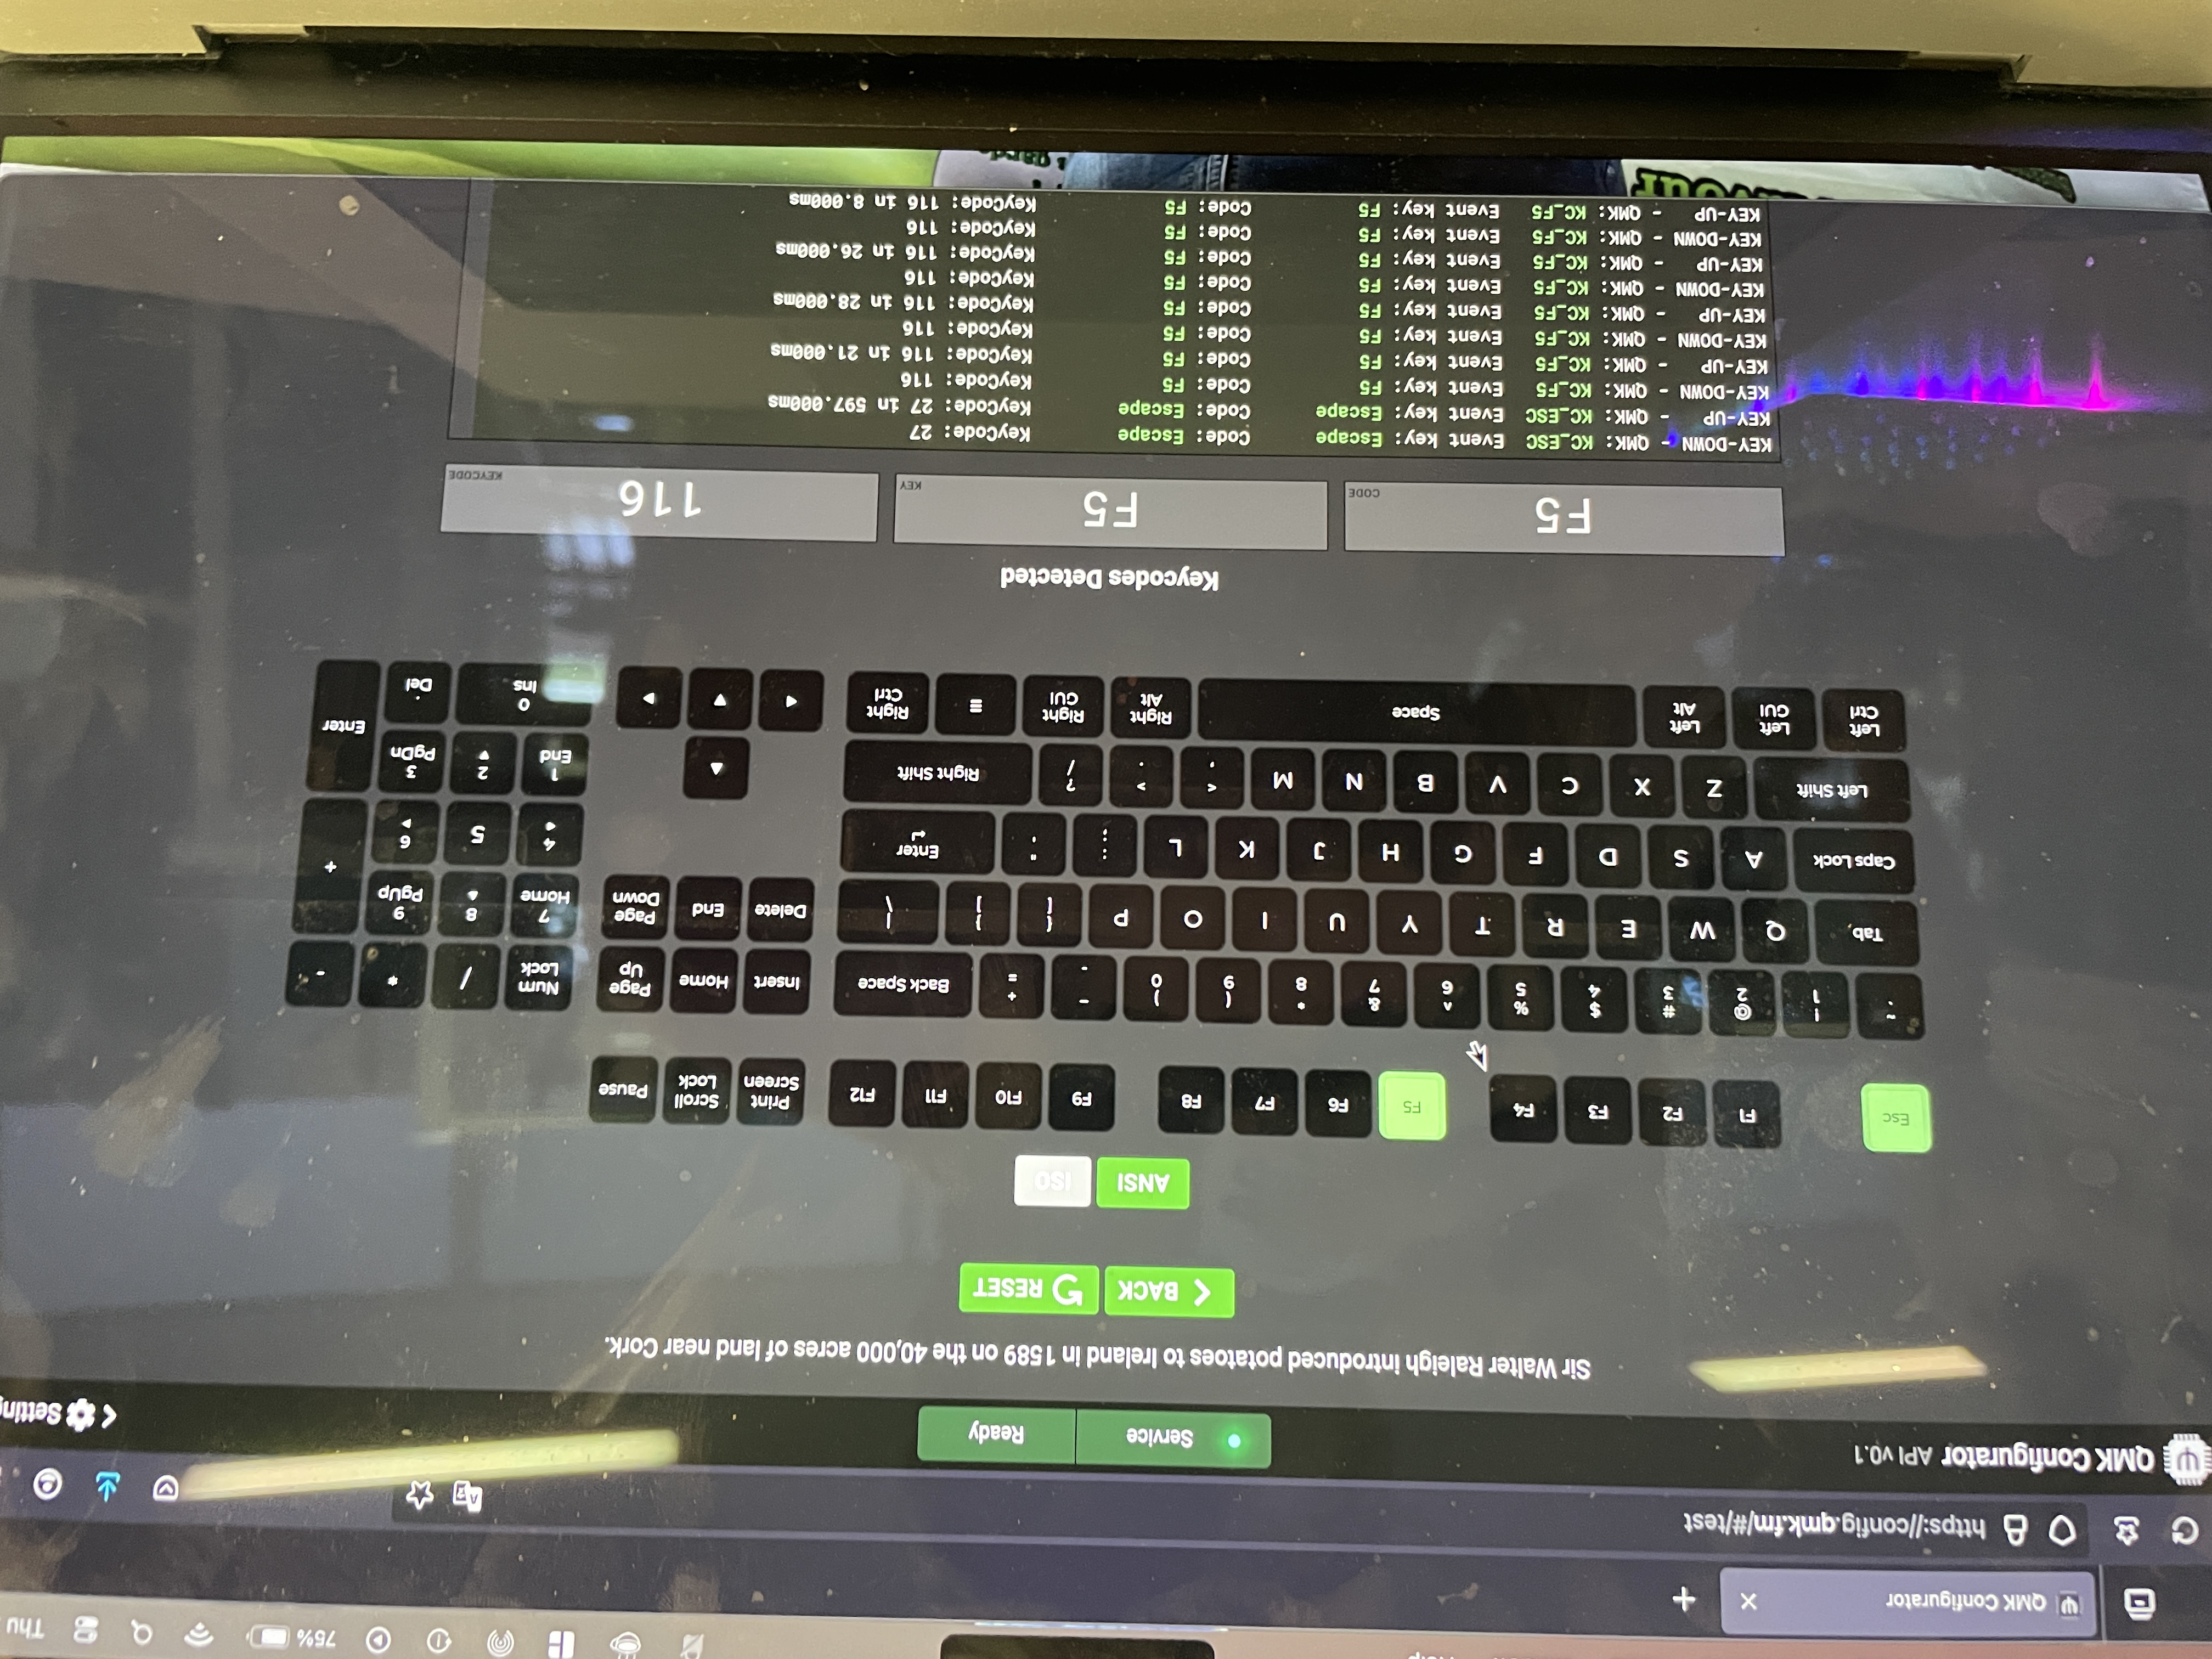 Help
75%
Thu
QMK Configurator
https://config.qmk.fm/#/test
QMK Configurator API v0.1
Service Ready
Sir Walter Raleigh introduced potatoes to Ireland in 1589 on the 40,000 acres of land near Cork.
BACK RESET
ANSI ISO
Esc F1 F2 F3 F4 F5 F6 F7 F8 F9 F10 F11 F12 Print Screen Scroll Lock Pause
~ ` ! 1 @ 2 # 3 $ 4 % 5 ^ 6 & 7 * 8 ( 9 ) 0 _ - + = Back Space Insert Home Page Up Num Lock / * -
Tab Q W E R T Y U I O P { [ } ] | \ Delete End Page Down 7 Home 8 ▲ 9 PgUp +
Caps Lock A S D F G H J K L : ; " ' Enter ↵ 4 ◄ 5 6 ►
Left Shift Z X C V B N M < , > . ? / Right Shift ▲ 1 End 2 ▼ 3 PgDn Enter
Left Ctrl Left GUI Left Alt Space Right Alt Right GUI ≡ Right Ctrl ◄ ▼ ► 0 Ins . Del
Keycodes Detected
F5 CODE F5 KEY 116 KEYCODE
KEY-DOWN - QMK: KC_ESC Event key: Escape Code: Escape KeyCode: 27
KEY-UP - QMK: KC_ESC Event key: Escape Code: Escape KeyCode: 27 in 597.000ms
KEY-DOWN - QMK: KC_F5 Event key: F5 Code: F5 KeyCode: 116
KEY-UP - QMK: KC_F5 Event key: F5 Code: F5 KeyCode: 116 in 21.000ms
KEY-DOWN - QMK: KC_F5 Event key: F5 Code: F5 KeyCode: 116
KEY-UP - QMK: KC_F5 Event key: F5 Code: F5 KeyCode: 116 in 28.000ms
KEY-DOWN - QMK: KC_F5 Event key: F5 Code: F5 KeyCode: 116
KEY-UP - QMK: KC_F5 Event key: F5 Code: F5 KeyCode: 116 in 26.000ms
KEY-DOWN - QMK: KC_F5 Event key: F5 Code: F5 KeyCode: 116
KEY-UP - QMK: KC_F5 Event key: F5 Code: F5 KeyCode: 116 in 8.000ms